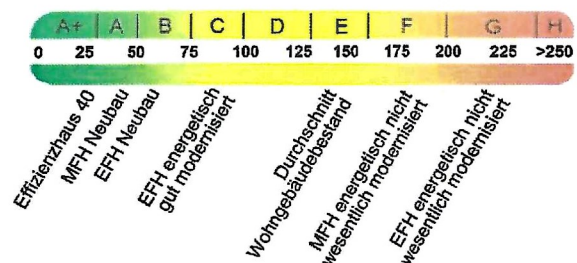 A+ A B C D E F G H
0 25 50 75 100 125 150 175 200 225 >250
Effizienzhaus 40
MFH Neubau
EFH Neubau
EFH energetisch
gut modernisiert
Durchschnitt
Wohngebäudebestand
MFH energetisch nicht
wesentlich modernisiert
EFH energetisch nicht
wesentlich modernisiert